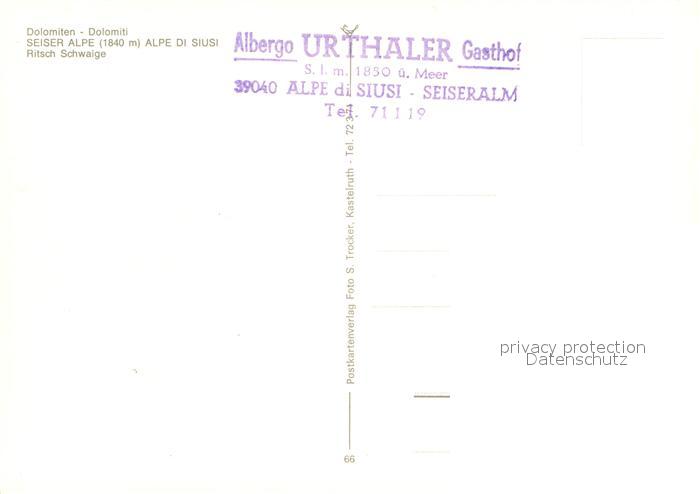 Dolomiten - Dolomiti
SEISER ALPE (1840 m) ALPE DI SIUSI
Ritsch Schwaige
Albergo URTHALER Gasthof
S. l. m. 1850 ü. Meer
39040 ALPE di SIUSI - SEISERALM
Tel. 71119
Postkartenverlag Foto S. Trocker, Kastelruth - Tel.
66
privacy protection
Datenschutz